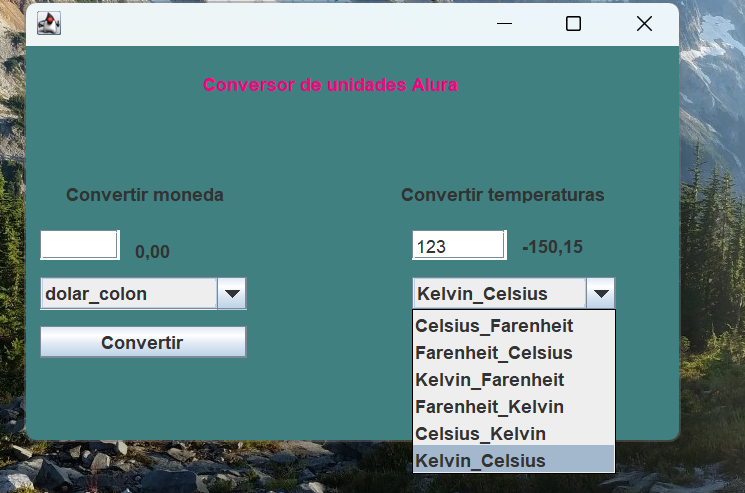 Conversor de unidades Alura
Convertir moneda
0,00
dolar_colon
Convertir
Convertir temperaturas
123
-150,15
Kelvin_Celsius
Celsius_Farenheit
Farenheit_Celsius
Kelvin_Farenheit
Farenheit_Kelvin
Celsius_Kelvin
Kelvin_Celsius